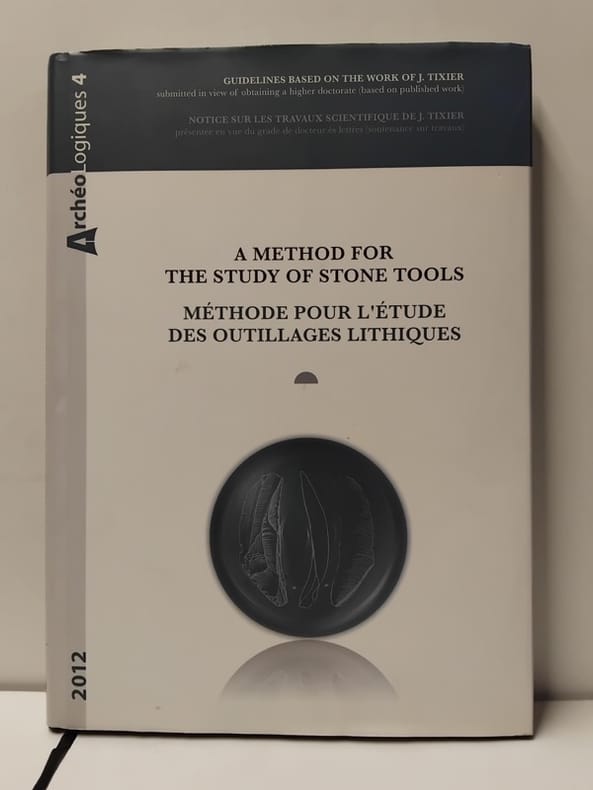 GUIDELINES BASED ON THE WORK OF J. TIXIER
submitted in view of obtaining a higher doctorate (based on published work)
NOTICE SUR LES TRAVAUX SCIENTIFIQUE DE J. TIXIER
présentée en vue du grade de docteur ès lettres (soutenance sur travaux)
ArchéoLogiques 4
A METHOD FOR
THE STUDY OF STONE TOOLS
MÉTHODE POUR L'ÉTUDE
DES OUTILLAGES LITHIQUES
2012